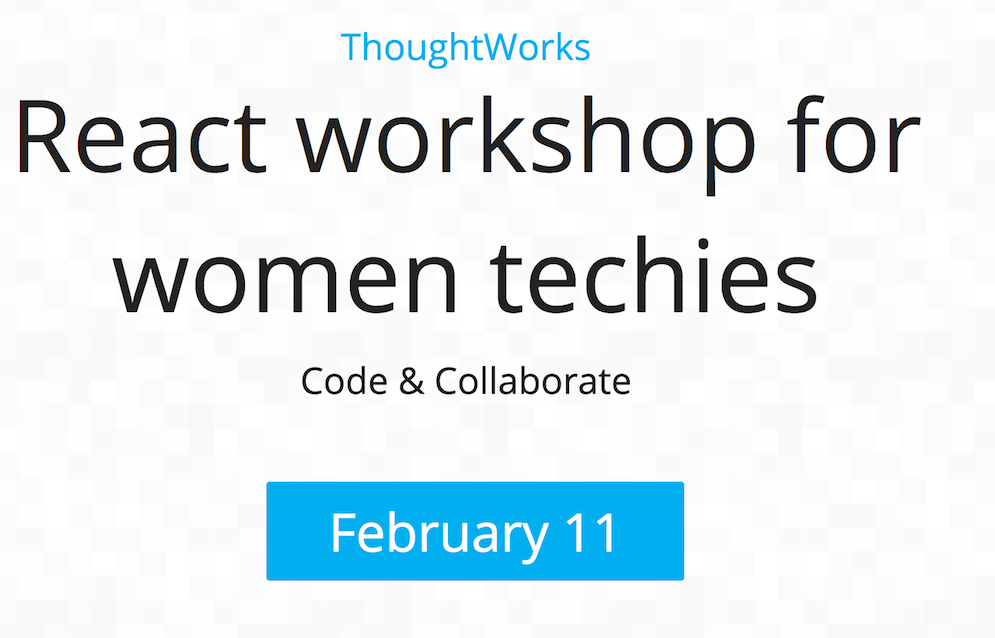 ThoughtWorks
React workshop for
women techies
Code & Collaborate
February 11